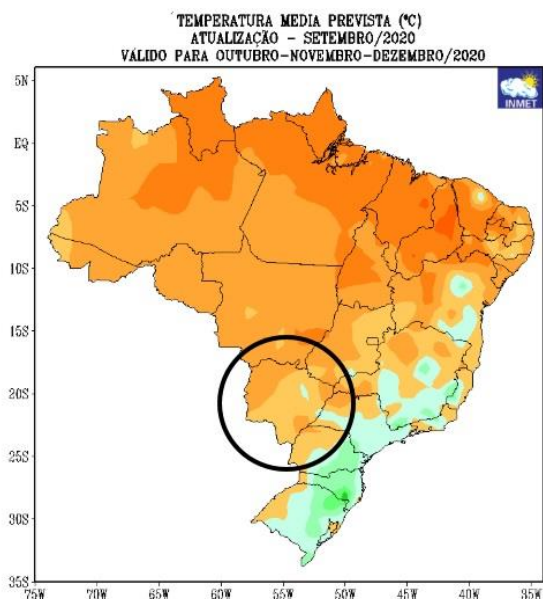 TEMPERATURA MEDIA PREVISTA (°C)
ATUALIZAÇÃO - SETEMBRO/2020
VÁLIDO PARA OUTUBRO-NOVEMBRO-DEZEMBRO/2020
INMET
5N
EQ
5S
10S
15S
20S
25S
30S
35S
75W 70W 65W 60W 55W 50W 45W 40W 35W